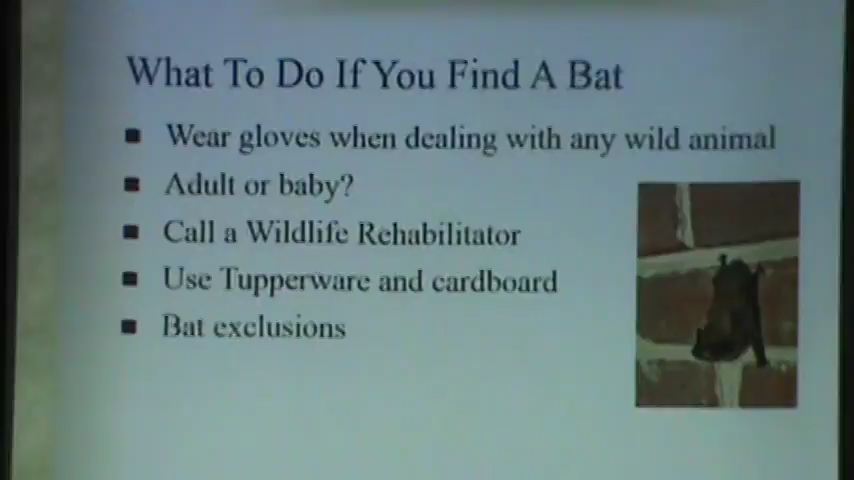 What To Do If You Find A Bat
Wear gloves when dealing with any wild animal
Adult or baby?
Call a Wildlife Rehabilitator
Use Tupperware and cardboard
Bat exclusions